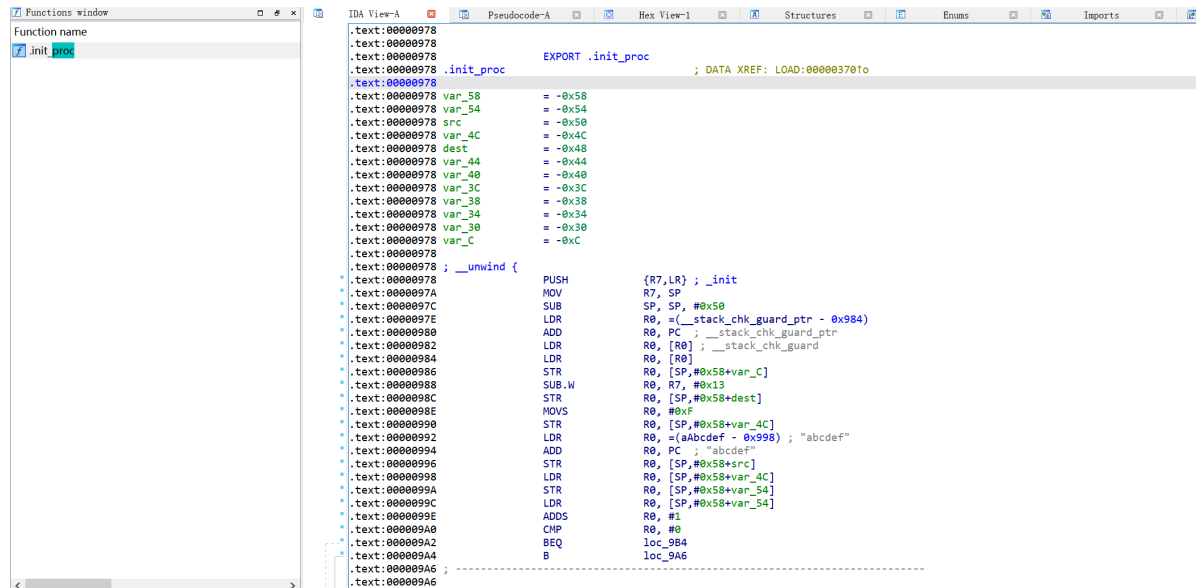 Functions window
IDA View-A Pseudocode-A Hex View-1 Structures Enums Imports
Function name
.init_proc
.text:00000978
.text:00000978
.text:00000978 EXPORT .init_proc
.text:00000978 .init_proc ; DATA XREF: LOAD:00000370↑o
.text:00000978
.text:00000978 var_58 = -0x58
.text:00000978 var_54 = -0x54
.text:00000978 src = -0x50
.text:00000978 var_4C = -0x4C
.text:00000978 dest = -0x48
.text:00000978 var_44 = -0x44
.text:00000978 var_40 = -0x40
.text:00000978 var_3C = -0x3C
.text:00000978 var_38 = -0x38
.text:00000978 var_34 = -0x34
.text:00000978 var_30 = -0x30
.text:00000978 var_C = -0xC
.text:00000978
.text:00000978 ; __unwind {
.text:00000978 PUSH {R7,LR} ; _init
.text:0000097A MOV R7, SP
.text:0000097C SUB SP, SP, #0x50
.text:0000097E LDR R0, =(__stack_chk_guard_ptr - 0x984)
.text:00000980 ADD R0, PC ; __stack_chk_guard_ptr
.text:00000982 LDR R0, [R0] ; __stack_chk_guard
.text:00000984 LDR R0, [R0]
.text:00000986 STR R0, [SP,#0x58+var_C]
.text:00000988 SUB.W R0, R7, #0x13
.text:0000098C STR R0, [SP,#0x58+dest]
.text:0000098E MOVS R0, #0xF
.text:00000990 STR R0, [SP,#0x58+var_4C]
.text:00000992 LDR R0, =(aAbcdef - 0x998) ; "abcdef"
.text:00000994 ADD R0, PC ; "abcdef"
.text:00000996 STR R0, [SP,#0x58+src]
.text:00000998 LDR R0, [SP,#0x58+var_4C]
.text:0000099A STR R0, [SP,#0x58+var_54]
.text:0000099C LDR R0, [SP,#0x58+var_54]
.text:0000099E ADDS R0, #1
.text:000009A0 CMP R0, #0
.text:000009A2 BEQ loc_9B4
.text:000009A4 B loc_9A6
.text:000009A6 ; ---------------------------------------------------------------------------
.text:000009A6